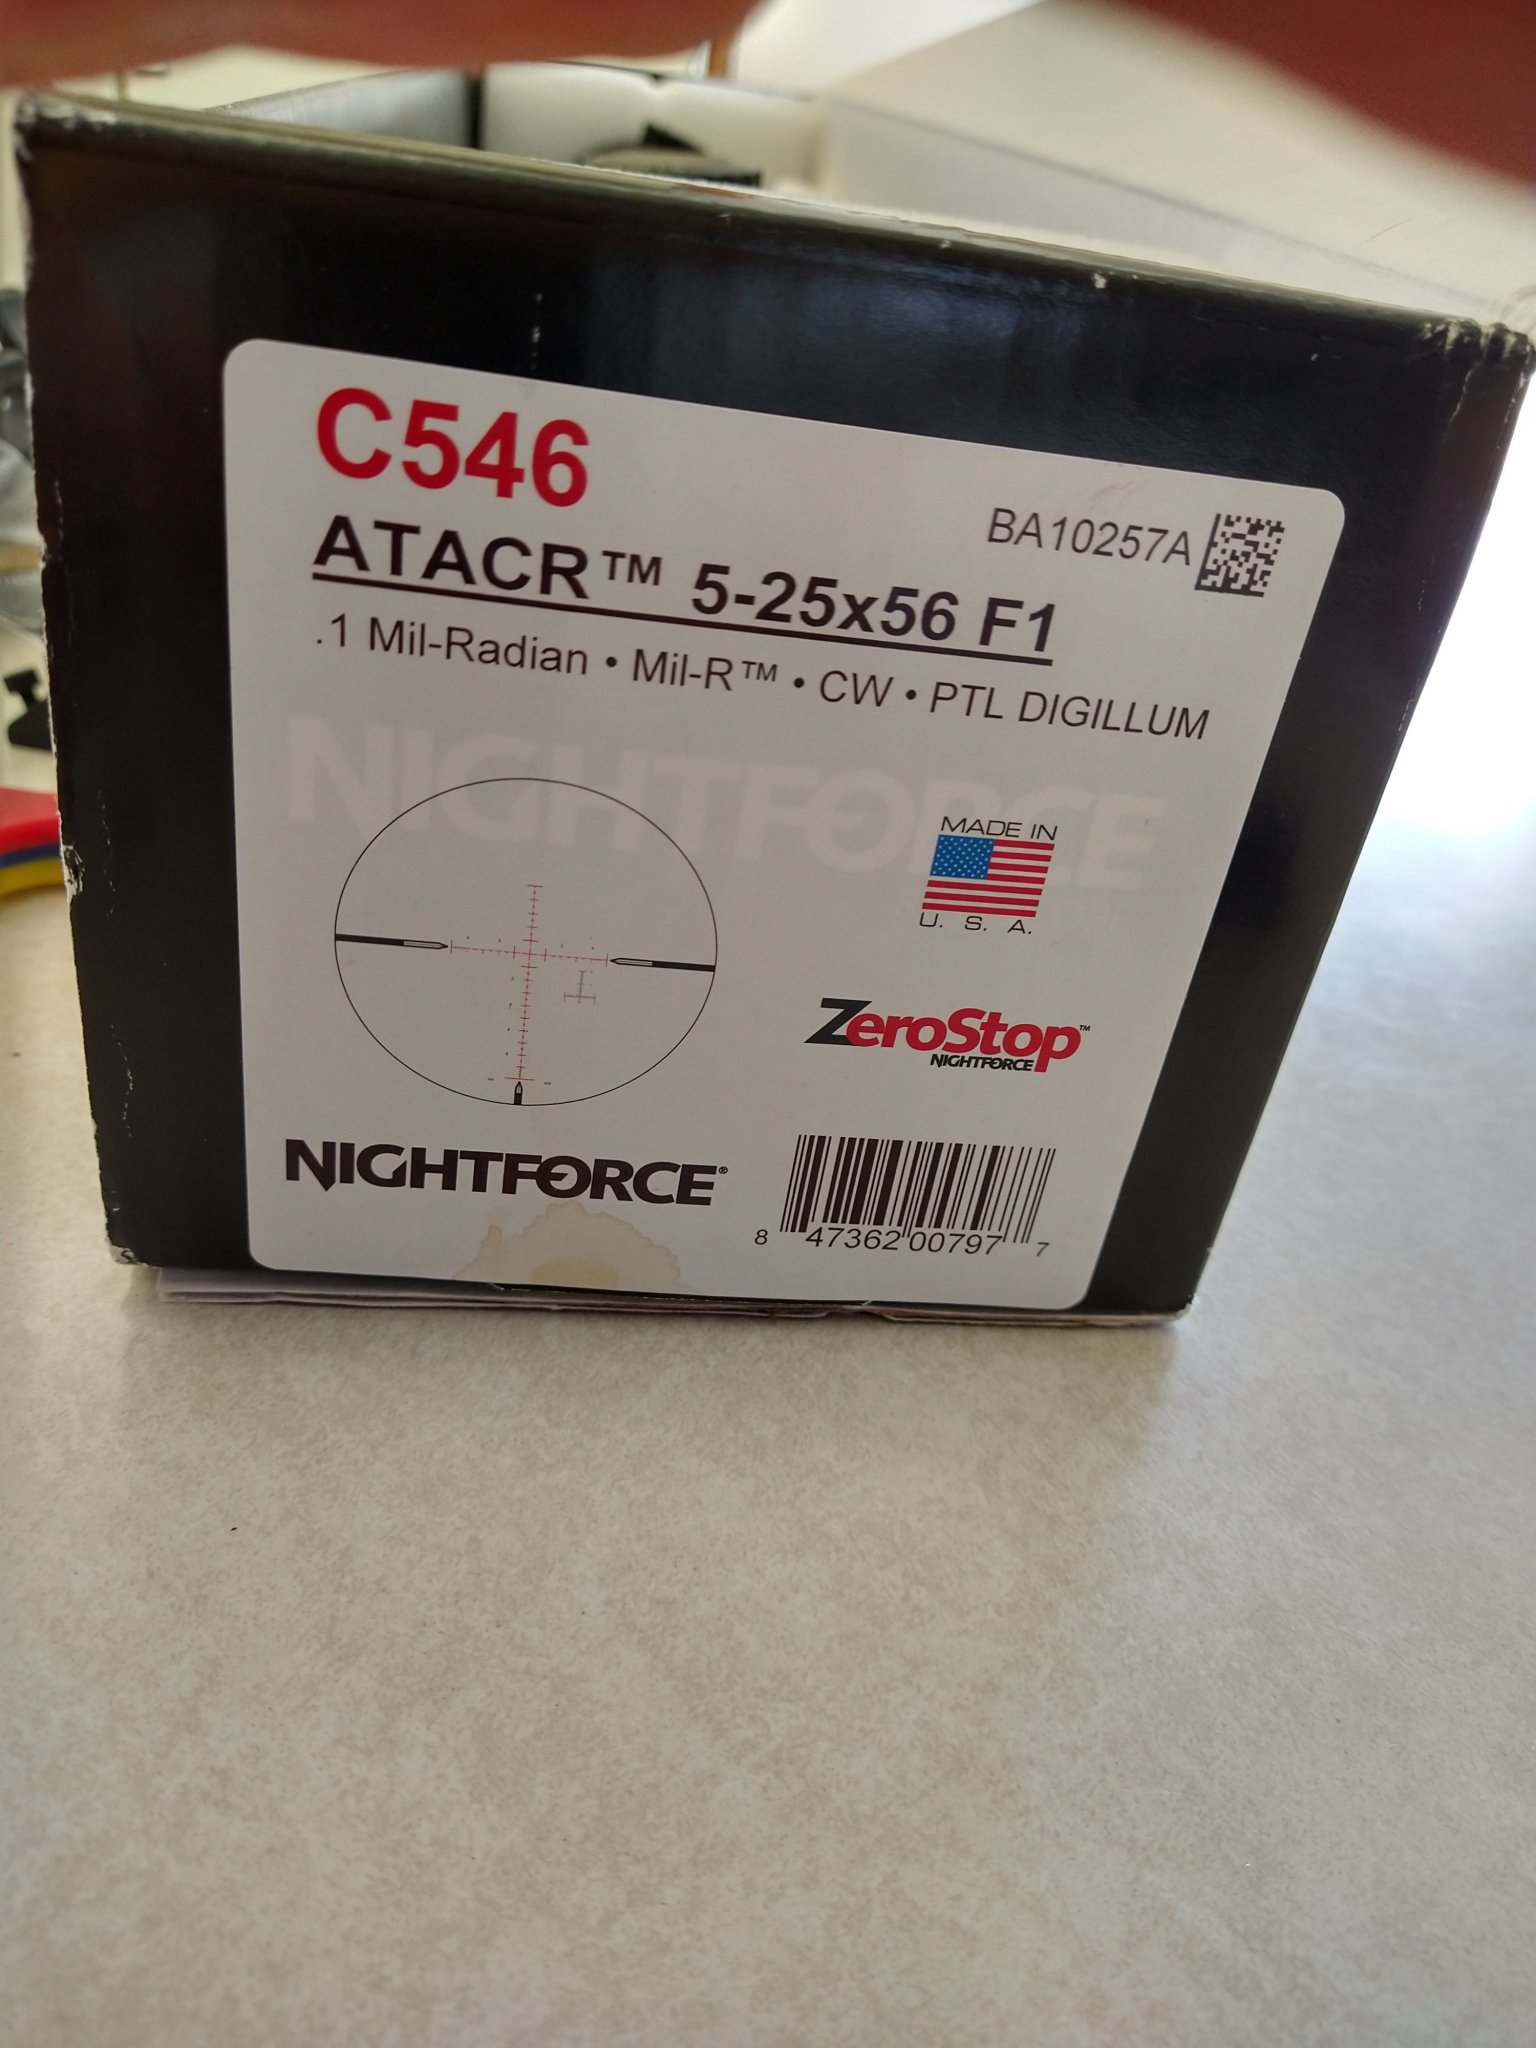 C546
BA10257A
ATACR™ 5-25x56 F1
.1 Mil-Radian • Mil-R™ • CW • PTL DIGILLUM
NIGHTFORCE
MADE IN
U. S. A.
ZeroStop™
NIGHTFORCE
NIGHTFORCE®
8 47362 00797 7